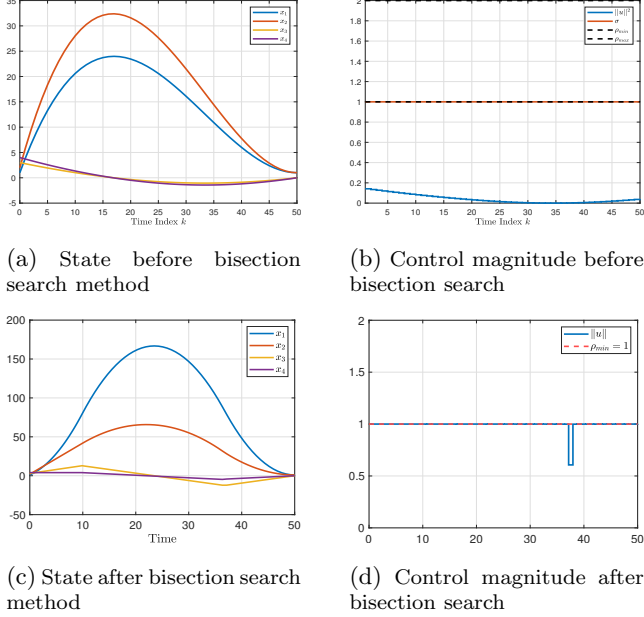 35
30
25
20
15
10
5
0
-5
0 5 10 15 20 25 30 35 40 45 50
Time Index k
x₁
x₂
x₃
x₄
2
1.8
1.6
1.4
1.2
1
0.8
0.6
0.4
0.2
0
5 10 15 20 25 30 35 40 45 50
Time Index k
||u||²
σ
ρmin
ρmax
(a) State before bisection
search method
(b) Control magnitude before
bisection search
200
150
100
50
0
-50
0 10 20 30 40 50
Time
x₁
x₂
x₃
x₄
2
1.5
1
0.5
0
0 10 20 30 40 50
||u||
ρmin = 1
(c) State after bisection search
method
(d) Control magnitude after
bisection search